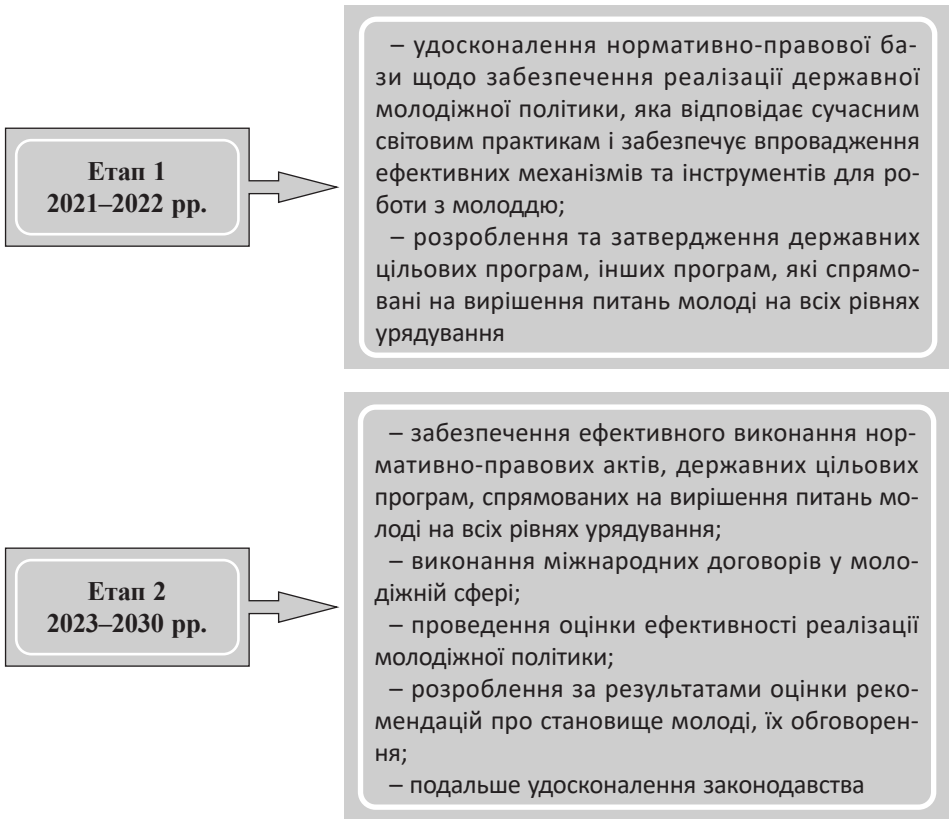 Етап 1
2021–2022 рр.
– удосконалення нормативно-правової ба-
зи щодо забезпечення реалізації державної
молодіжної політики, яка відповідає сучасним
світовим практикам і забезпечує впровадження
ефективних механізмів та інструментів для ро-
боти з молоддю;
– розроблення та затвердження державних
цільових програм, інших програм, які спрямо-
вані на вирішення питань молоді на всіх рівнях
урядування
Етап 2
2023–2030 рр.
– забезпечення ефективного виконання нор-
мативно-правових актів, державних цільових
програм, спрямованих на вирішення питань мо-
лоді на всіх рівнях урядування;
– виконання міжнародних договорів у моло-
діжній сфері;
– проведення оцінки ефективності реалізації
молодіжної політики;
– розроблення за результатами оцінки реко-
мендацій про становище молоді, їх обговорен-
ня;
– подальше удосконалення законодавства